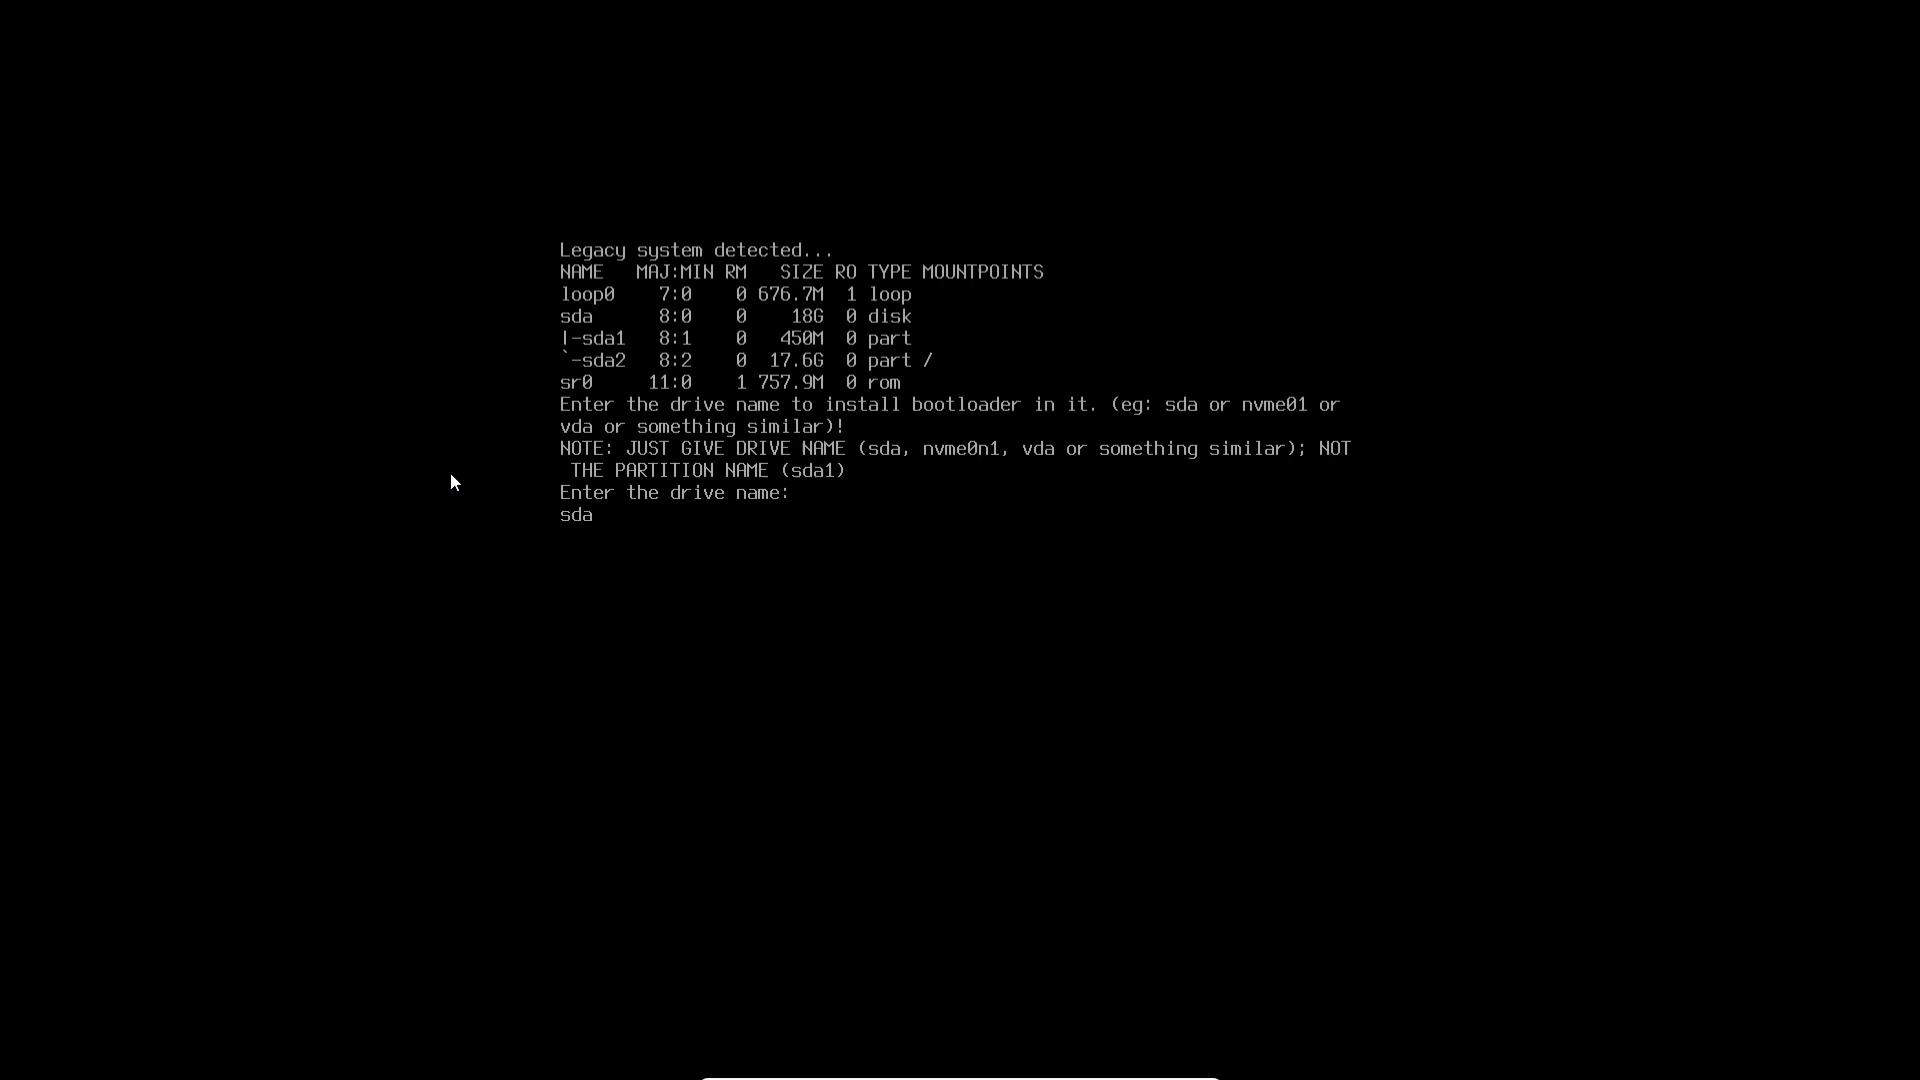 Legacy system detected...
NAME   MAJ:MIN RM   SIZE RO TYPE MOUNTPOINTS
loop0    7:0    0 676.7M  1 loop
sda      8:0    0    18G  0 disk
|-sda1   8:1    0   450M  0 part
`-sda2   8:2    0  17.6G  0 part /
sr0     11:0    1 757.9M  0 rom
Enter the drive name to install bootloader in it. (eg: sda or nvme01 or
vda or something similar)!
NOTE: JUST GIVE DRIVE NAME (sda, nvme0n1, vda or something similar); NOT
 THE PARTITION NAME (sda1)
Enter the drive name:
sda